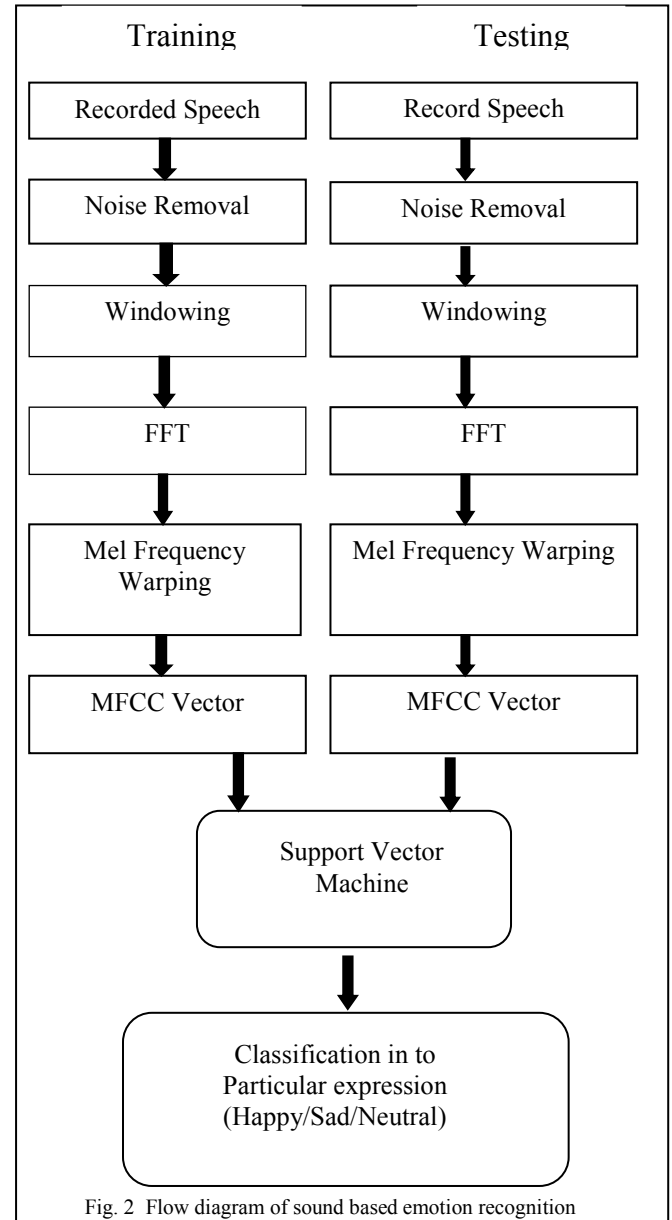 Training
Testing
Recorded Speech
Record Speech
Noise Removal
Noise Removal
Windowing
Windowing
FFT
FFT
Mel Frequency
Warping
Mel Frequency Warping
MFCC Vector
MFCC Vector
Support Vector
Machine
Classification in to
Particular expression
(Happy/Sad/Neutral)
Fig. 2  Flow diagram of sound based emotion recognition